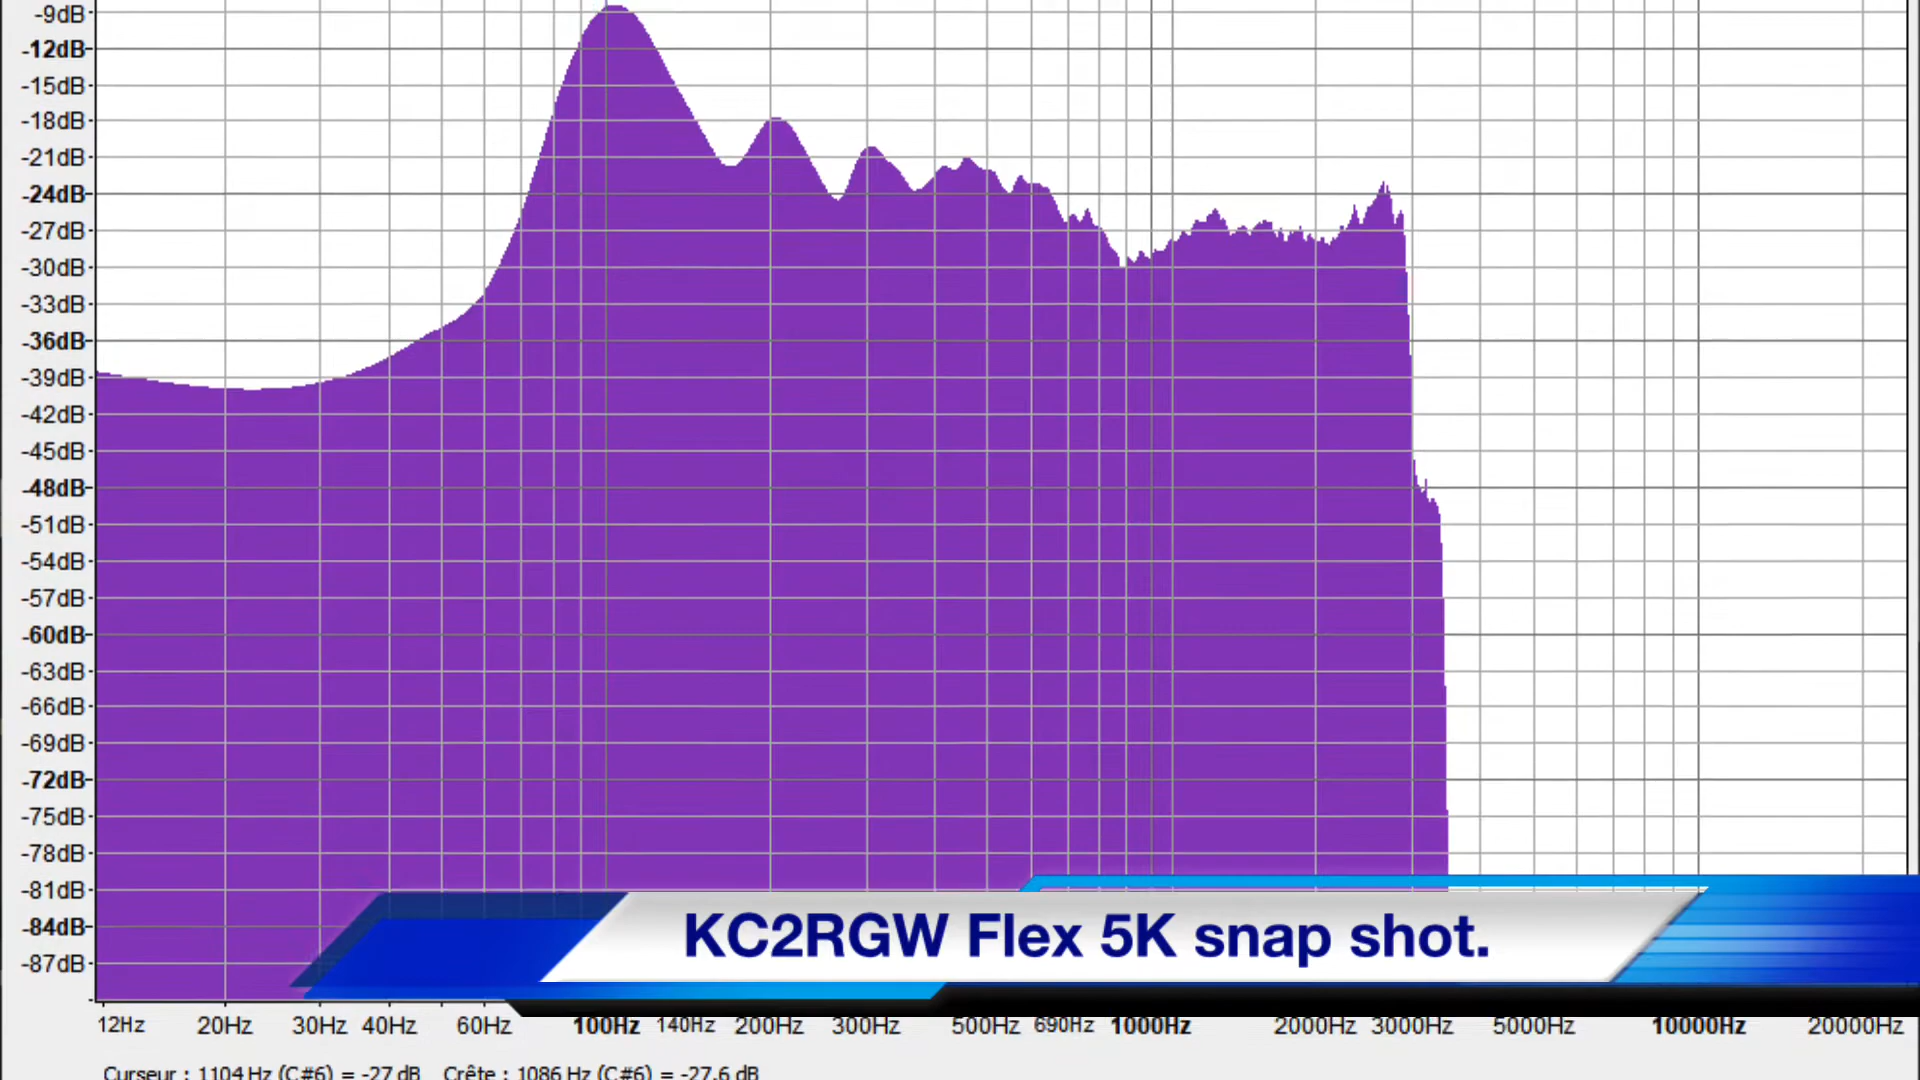 -9dB
-12dB
-15dB
-18dB
-21dB
-24dB
-27dB
-30dB
-33dB
-36dB
-39dB
-42dB
-45dB
-48dB
-51dB
-54dB
-57dB
-60dB
-63dB
-66dB
-69dB
-72dB
-75dB
-78dB
-81dB
-84dB
-87dB
KC2RGW Flex 5K snap shot.
12Hz 20Hz 30Hz 40Hz 60Hz 100Hz 140Hz 200Hz 300Hz 500Hz 690Hz 1000Hz 2000Hz 3000Hz 5000Hz 10000Hz 20000Hz
Curseur : 1104 Hz (C#6) = -27 dB Crête : 1086 Hz (C#6) = -27.6 dB